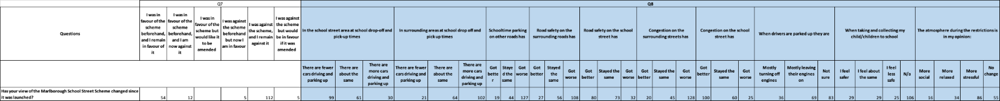 Q7 Q8
Questions
I was in favour of the scheme beforehand, and I remain in favour of it
I was in favour of the scheme beforehand, and I am now against it
I was in favour of the scheme but would like it to be amended
I was against the scheme beforehand but now I am in favour
I was against the scheme, and I remain against it
I was against the scheme but would be in favour if it was amended
In the school street area at school drop-off and pick-up times
In surrounding areas at school drop off and pick up times
Schooltime parking on other roads has
Road safety on the surrounding roads has
Road safety on the school street has
Congestion on the surrounding streets has
Congestion on the school street has
When drivers are parked up they are
When taking and collecting my child/children to school
The atmosphere during the restrictions is in my opinion:
There are fewer cars driving and parking up
There are about the same
There are more cars driving and parking up
There are fewer cars driving and parking up
There are about the same
There are more cars driving and parking up
Got better
Stayed the same
Got worse
Got better
Stayed the same
Got worse
Got better
Stayed the same
Got worse
Got better
Stayed the same
Got worse
Got better
Stayed the same
Got worse
Mostly turning off engines
Mostly leaving their engines on
Not sure
I feel safer
I feel about the same
I feel less safe
N/a
More social
More relaxed
More stressful
No change
Has your view of the Marlborough School Street Scheme changed since it was launched?
54 12 5 112 5 99 61 30 21 64 102 19 44 127 27 56 108 80 73 32 20 45 128 100 60 25 36 69 83 29 29 25 106 16 34 86 55